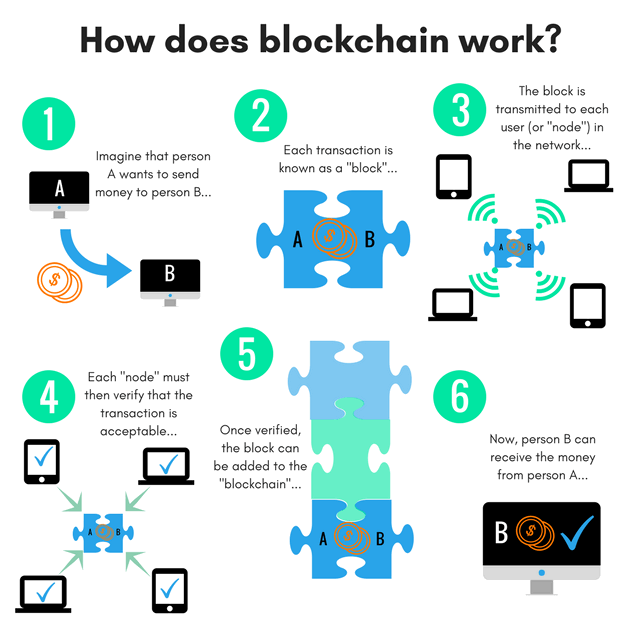 How does blockchain work?
1
Imagine that person
A wants to send
money to person B...
A
$
B
2
Each transaction is
known as a "block"...
A $ B
3
The block is
transmitted to each
user (or "node") in
the network...
A $ B
4
Each "node" must
then verify that the
transaction is
acceptable...
A $ B
5
Once verified,
the block can
be added to the
"blockchain"...
A $ B
6
Now, person B can
receive the money
from person A...
B $